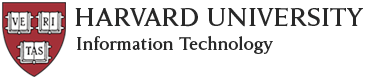 VE RI
TAS
HARVARD UNIVERSITY
Information Technology